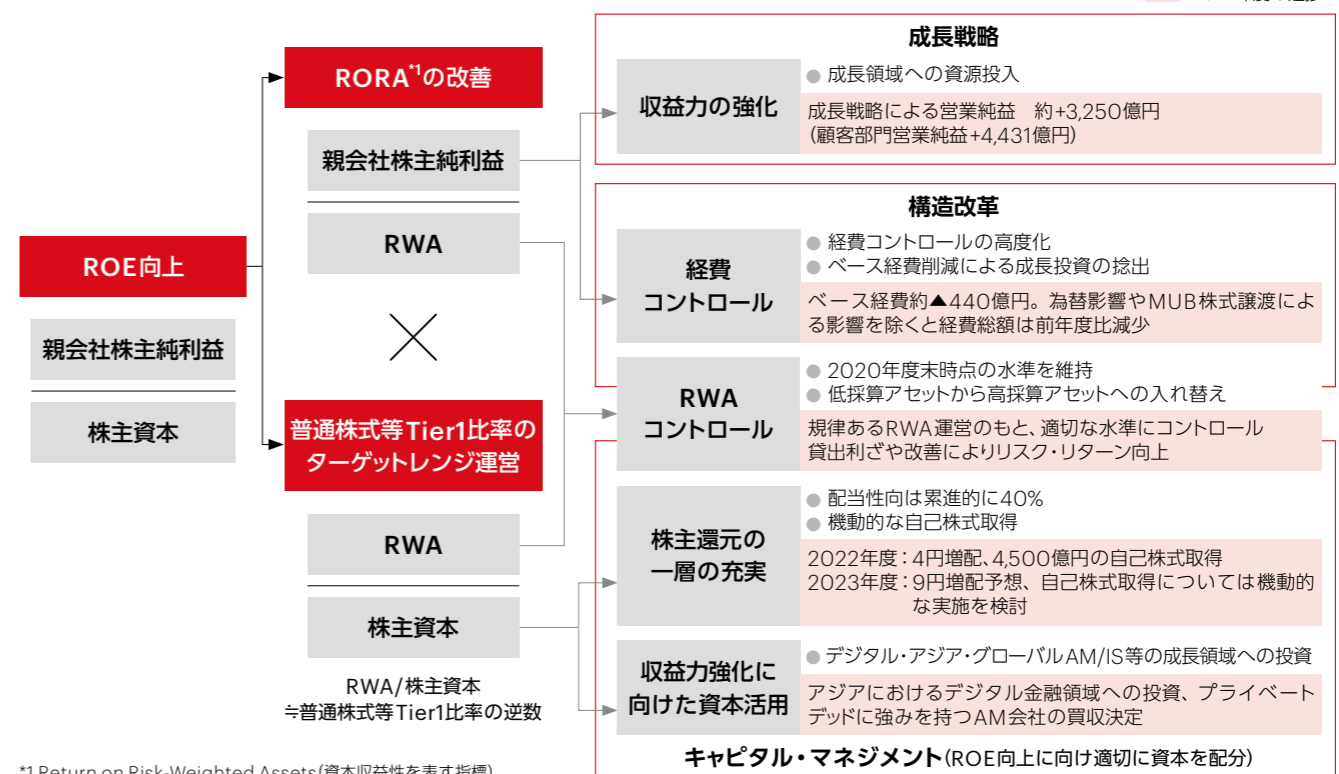 ROE向上
親会社株主純利益
株主資本
RORA*1の改善
親会社株主純利益
RWA
×
普通株式等Tier1比率の
ターゲットレンジ運営
RWA
株主資本
RWA/株主資本
≒普通株式等Tier1比率の逆数
成長戦略
収益力の強化
● 成長領域への資源投入
成長戦略による営業純益　約+3,250億円
(顧客部門営業純益+4,431億円)
構造改革
経費
コントロール
● 経費コントロールの高度化
● ベース経費削減による成長投資の捻出
ベース経費約▲440億円。為替影響やMUB株式譲渡によ
る影響を除くと経費総額は前年度比減少
RWA
コントロール
● 2020年度末時点の水準を維持
● 低採算アセットから高採算アセットへの入れ替え
規律あるRWA運営のもと、適切な水準にコントロール
貸出利ざや改善によりリスク・リターン向上
株主還元の
一層の充実
● 配当性向は累進的に40%
● 機動的な自己株式取得
2022年度：4円増配、4,500億円の自己株式取得
2023年度：9円増配予想、自己株式取得については機動的
な実施を検討
収益力強化に
向けた資本活用
● デジタル・アジア・グローバルAM/IS等の成長領域への投資
アジアにおけるデジタル金融領域への投資、プライベート
デッドに強みを持つAM会社の買収決定
キャピタル・マネジメント(ROE向上に向け適切に資本を配分)
*1 Return on Risk-Weighted Assets(資本収益性を表す指標)